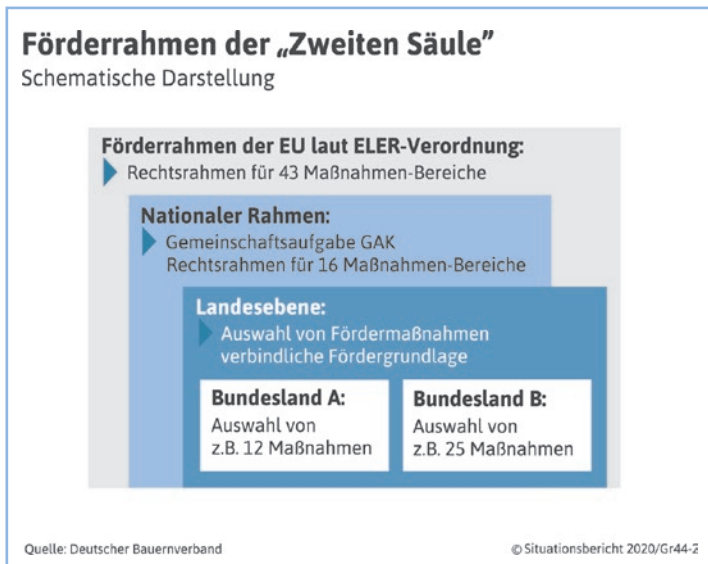 Förderrahmen der „Zweiten Säule”
Schematische Darstellung
Förderrahmen der EU laut ELER-Verordnung:
Rechtsrahmen für 43 Maßnahmen-Bereiche
Nationaler Rahmen:
Gemeinschaftsaufgabe GAK
Rechtsrahmen für 16 Maßnahmen-Bereiche
Landesebene:
Auswahl von Fördermaßnahmen
verbindliche Fördergrundlage
Bundesland A:
Auswahl von
z.B. 12 Maßnahmen
Bundesland B:
Auswahl von
z.B. 25 Maßnahmen
Quelle: Deutscher Bauernverband
© Situationsbericht 2020/Gr44-2